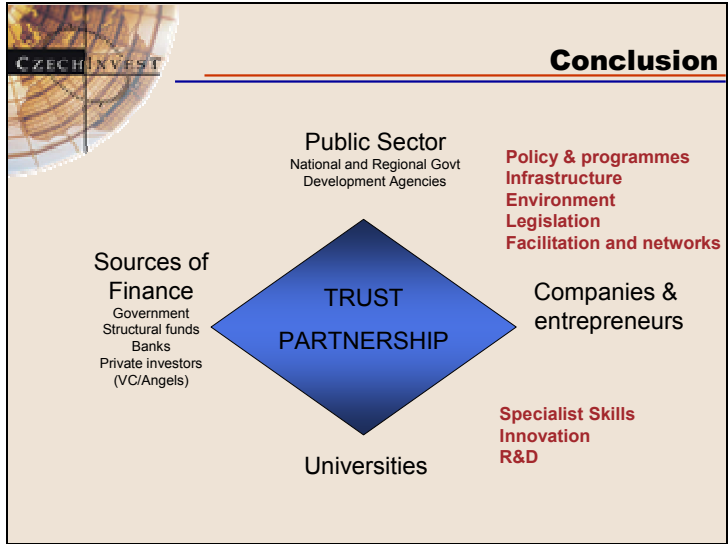 CZECHINVEST
Conclusion
Public Sector
National and Regional Govt
Development Agencies
Policy & programmes
Infrastructure
Environment
Legislation
Facilitation and networks
Sources of
Finance
Government
Structural funds
Banks
Private investors
(VC/Angels)
TRUST
PARTNERSHIP
Companies &
entrepreneurs
Specialist Skills
Innovation
R&D
Universities